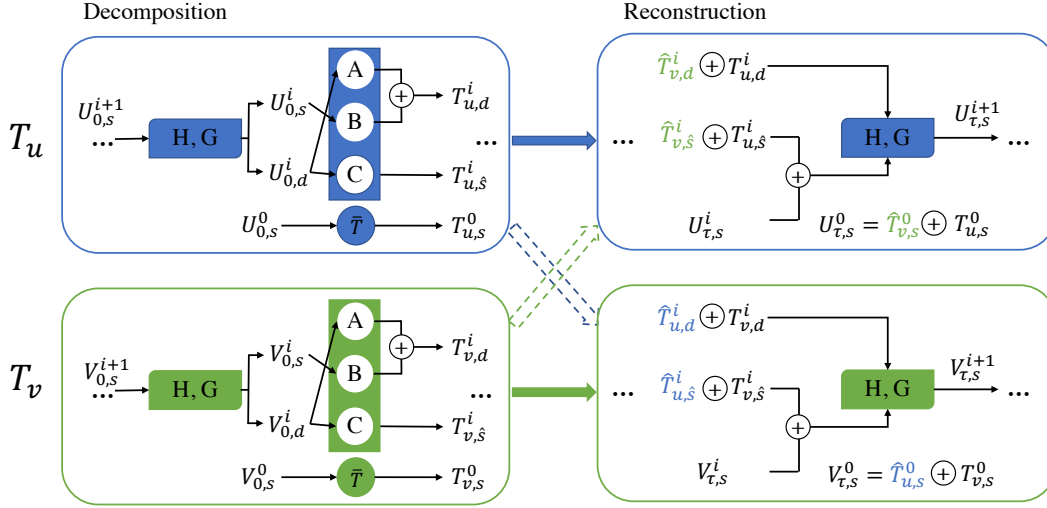 Decomposition
Reconstruction
T_u
U_{0,s}^{i+1}
...
H, G
U_{0,s}^{i}
U_{0,d}^{i}
A
B
C
+
T_{u,d}^{i}
...
T_{u,ŝ}^{i}
U_{0,s}^{0}
T̄
T_{u,s}^{0}
T̂_{v,d}^{i} + T_{u,d}^{i}
...
T̂_{v,ŝ}^{i} + T_{u,ŝ}^{i}
+
H, G
U_{τ,s}^{i+1}
...
U_{τ,s}^{i}
U_{τ,s}^{0} = T̂_{v,s}^{0} + T_{u,s}^{0}
T_v
V_{0,s}^{i+1}
...
H, G
V_{0,s}^{i}
V_{0,d}^{i}
A
B
C
+
T_{v,d}^{i}
...
T_{v,ŝ}^{i}
V_{0,s}^{0}
T̄
T_{v,s}^{0}
T̂_{u,d}^{i} + T_{v,d}^{i}
...
T̂_{u,ŝ}^{i} + T_{v,ŝ}^{i}
+
H, G
V_{τ,s}^{i+1}
...
V_{τ,s}^{i}
V_{τ,s}^{0} = T̂_{u,s}^{0} + T_{v,s}^{0}